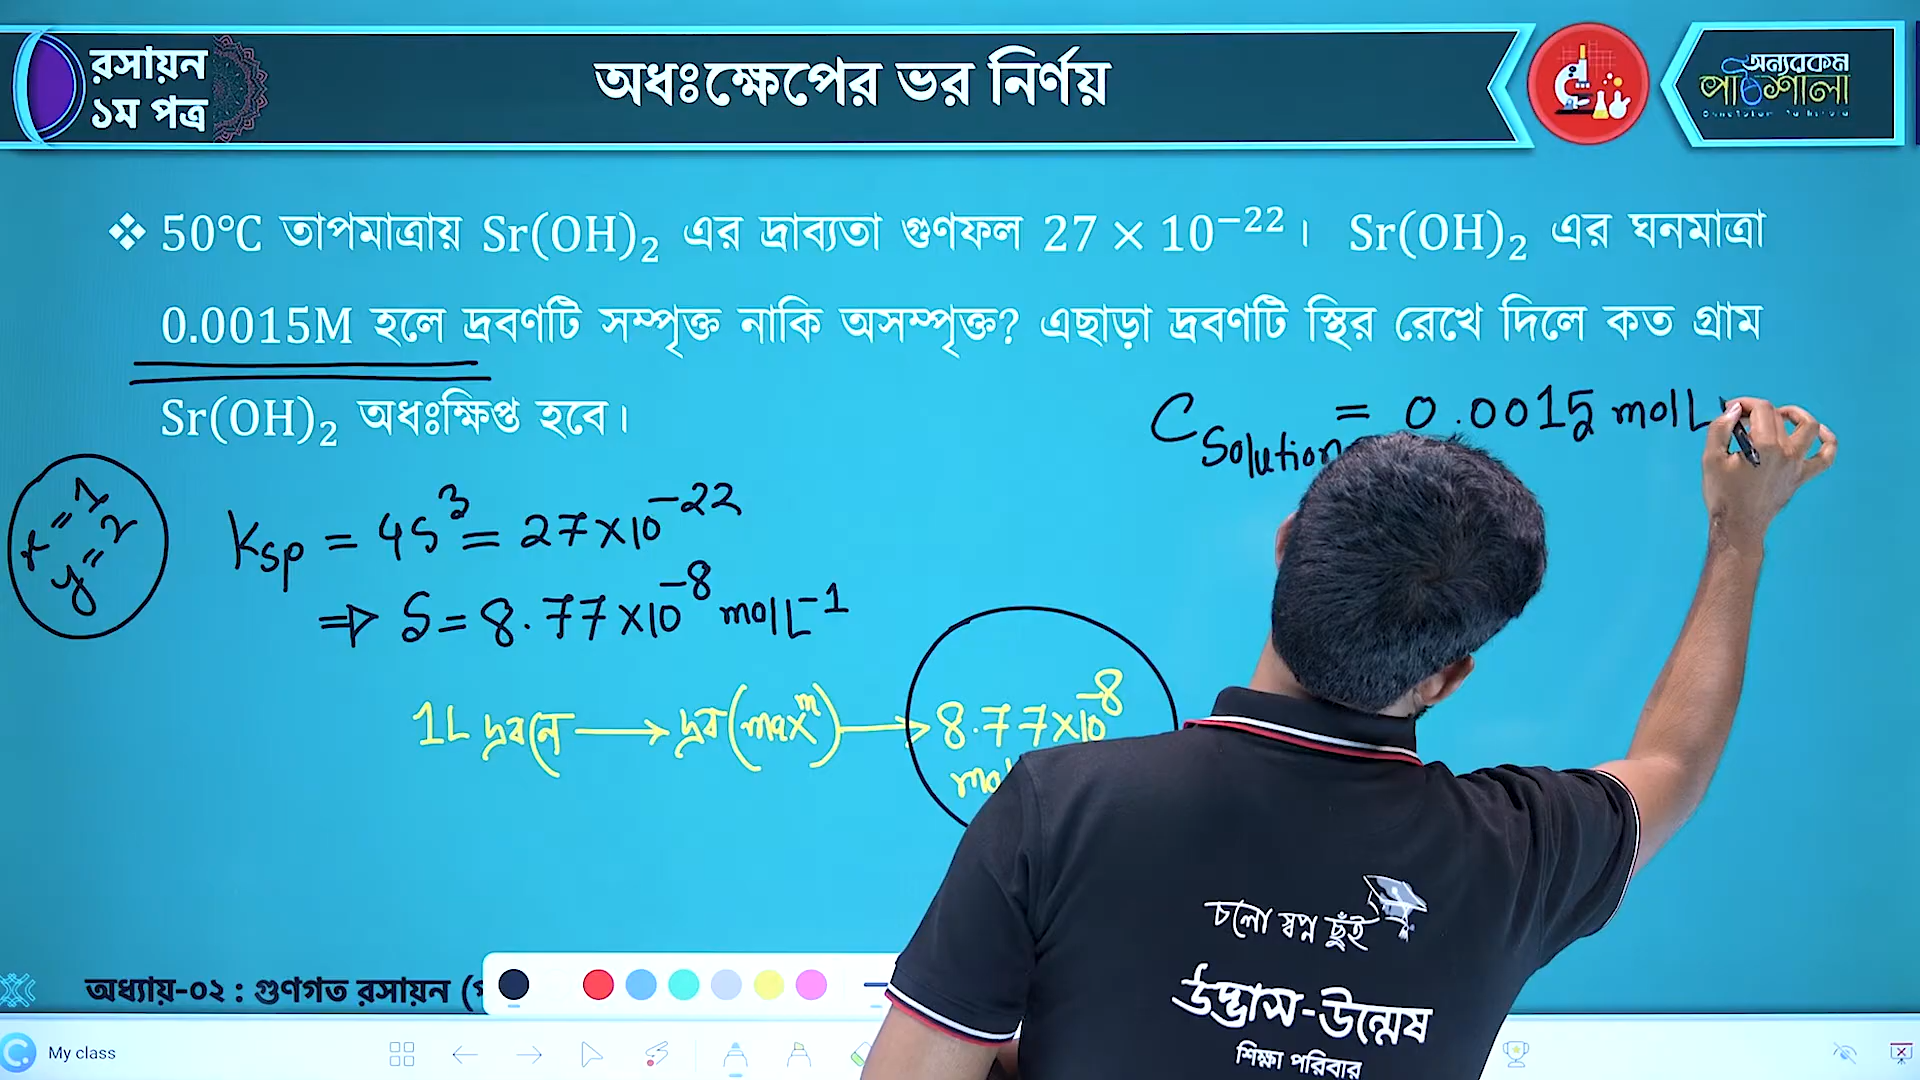 রসায়ন
১ম পত্র
অধঃক্ষেপের ভর নির্ণয়
অন্যরকম
পাঠশালা
❖ 50°C তাপমাত্রায় Sr(OH)₂ এর দ্রাব্যতা গুণফল 27 × 10⁻²²। Sr(OH)₂ এর ঘনমাত্রা
0.0015M হলে দ্রবণটি সম্পৃক্ত নাকি অসম্পৃক্ত? এছাড়া দ্রবণটি স্থির রেখে দিলে কত গ্রাম
Sr(OH)₂ অধঃক্ষিপ্ত হবে।
C Solution = 0.0015 mol L
x = 1
y = 2
Ksp = 4S³ = 27×10⁻²²
⇒ S = 8.77×10⁻⁸ mol L⁻¹
1L দ্রবনে → দ্রব (maxᵐ) → 8.77×10⁻⁸
চলো স্বপ্ন ছুঁই
উদ্ভাস-উন্মেষ
শিক্ষা পরিবার
অধ্যায়-০২ : গুণগত রসায়ন
My class